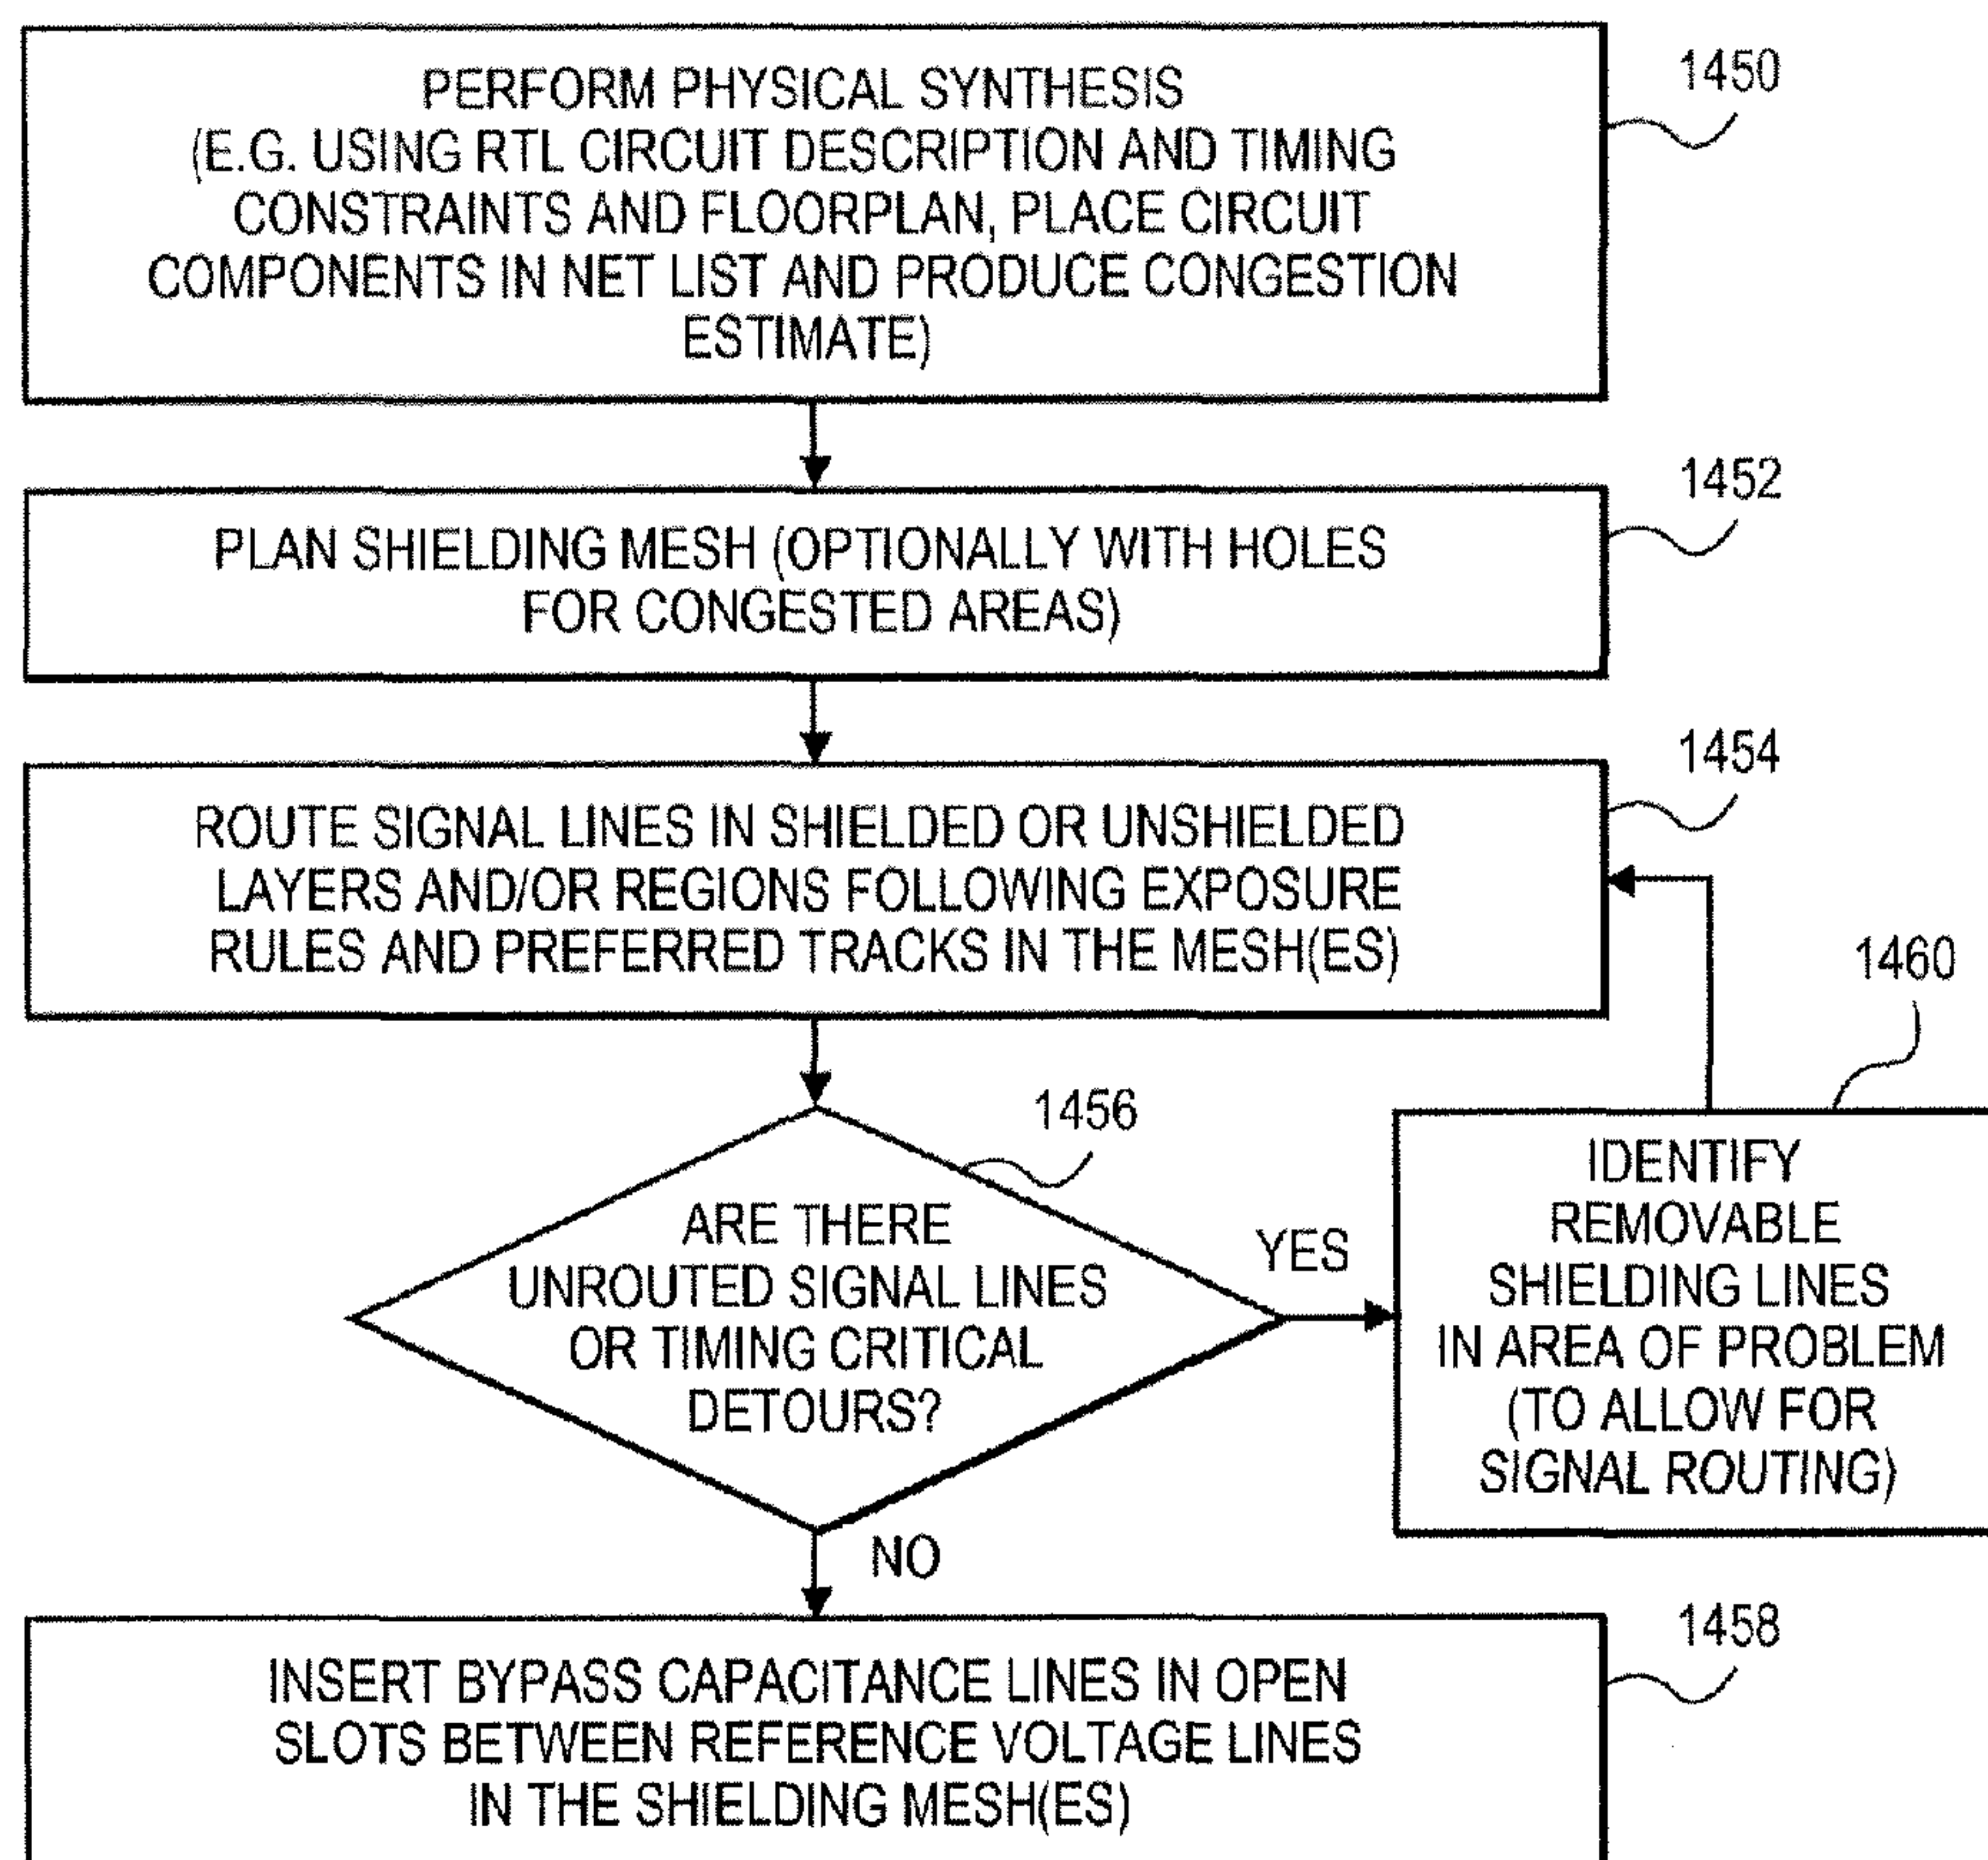 PERFORM PHYSICAL SYNTHESIS
(E.G. USING RTL CIRCUIT DESCRIPTION AND TIMING
CONSTRAINTS AND FLOORPLAN, PLACE CIRCUIT
COMPONENTS IN NET LIST AND PRODUCE CONGESTION
ESTIMATE)
1450
PLAN SHIELDING MESH (OPTIONALLY WITH HOLES
FOR CONGESTED AREAS)
1452
ROUTE SIGNAL LINES IN SHIELDED OR UNSHIELDED
LAYERS AND/OR REGIONS FOLLOWING EXPOSURE
RULES AND PREFERRED TRACKS IN THE MESH(ES)
1454
ARE THERE
UNROUTED SIGNAL LINES
OR TIMING CRITICAL
DETOURS?
1456
YES
NO
IDENTIFY
REMOVABLE
SHIELDING LINES
IN AREA OF PROBLEM
(TO ALLOW FOR
SIGNAL ROUTING)
1460
INSERT BYPASS CAPACITANCE LINES IN OPEN
SLOTS BETWEEN REFERENCE VOLTAGE LINES
IN THE SHIELDING MESH(ES)
1458